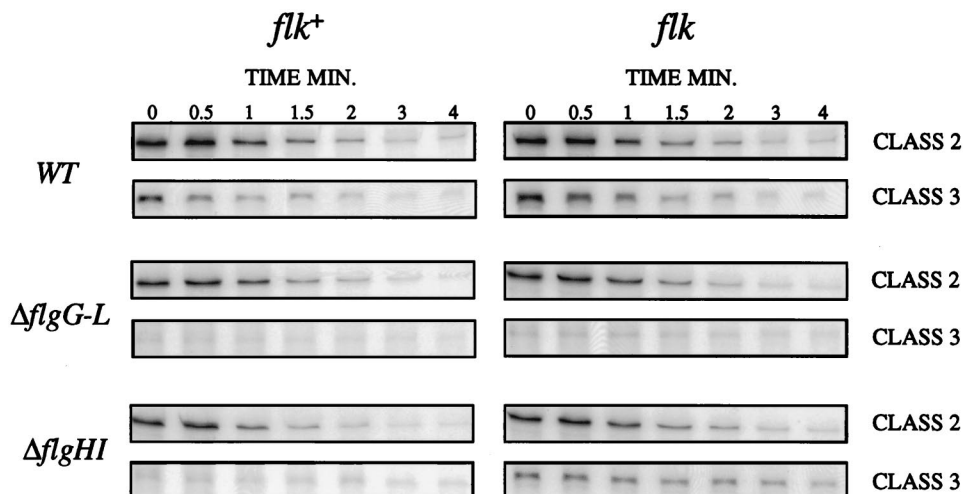 flk⁺ flk
TIME MIN. TIME MIN.
0 0.5 1 1.5 2 3 4 0 0.5 1 1.5 2 3 4
WT CLASS 2
CLASS 3
ΔflgG-L CLASS 2
CLASS 3
ΔflgHI CLASS 2
CLASS 3